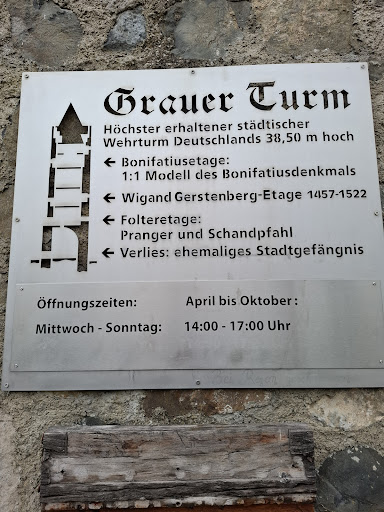 Grauer Turm
Höchster erhaltener städtischer
Wehrturm Deutschlands 38,50 m hoch
← Bonifatiusetage:
1:1 Modell des Bonifatiusdenkmals
← Wigand Gerstenberg-Etage 1457-1522
← Folteretage:
Pranger und Schandpfahl
← Verlies: ehemaliges Stadtgefängnis
Öffnungszeiten: April bis Oktober:
Mittwoch - Sonntag: 14:00 - 17:00 Uhr